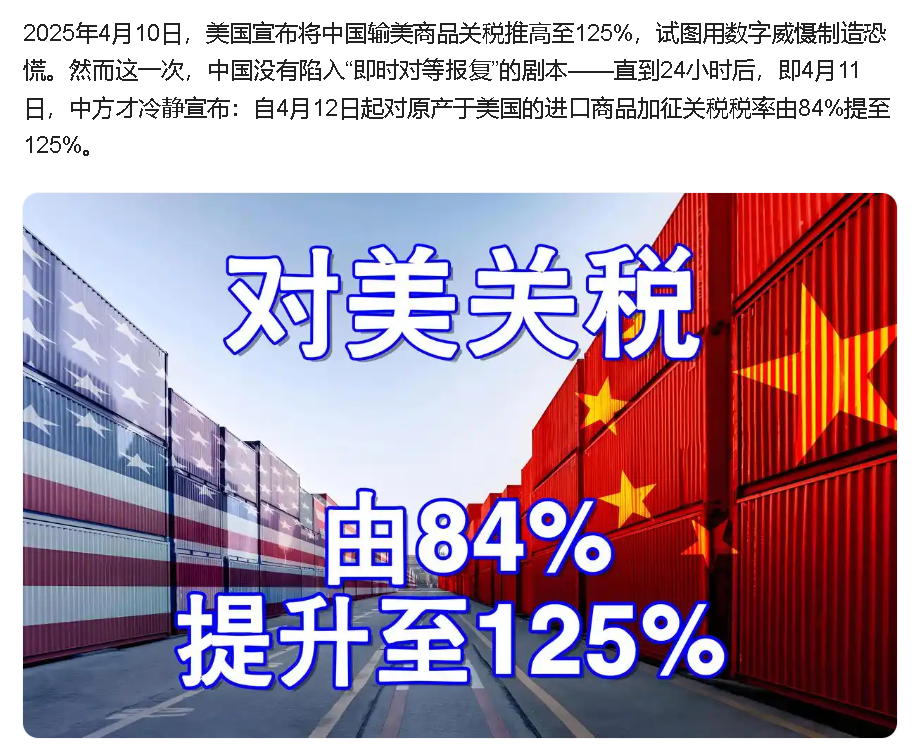 2025年4月10日，美国宣布将中国输美商品关税推高至125%，试图用数字威慑制造恐
慌。然而这一次，中国没有陷入“即时对等报复”的剧本——直到24小时后，即4月11
日，中方才冷静宣布：自4月12日起对原产于美国的进口商品加征关税税率由84%提至
125%。
对美关税
由84%
提升至125%